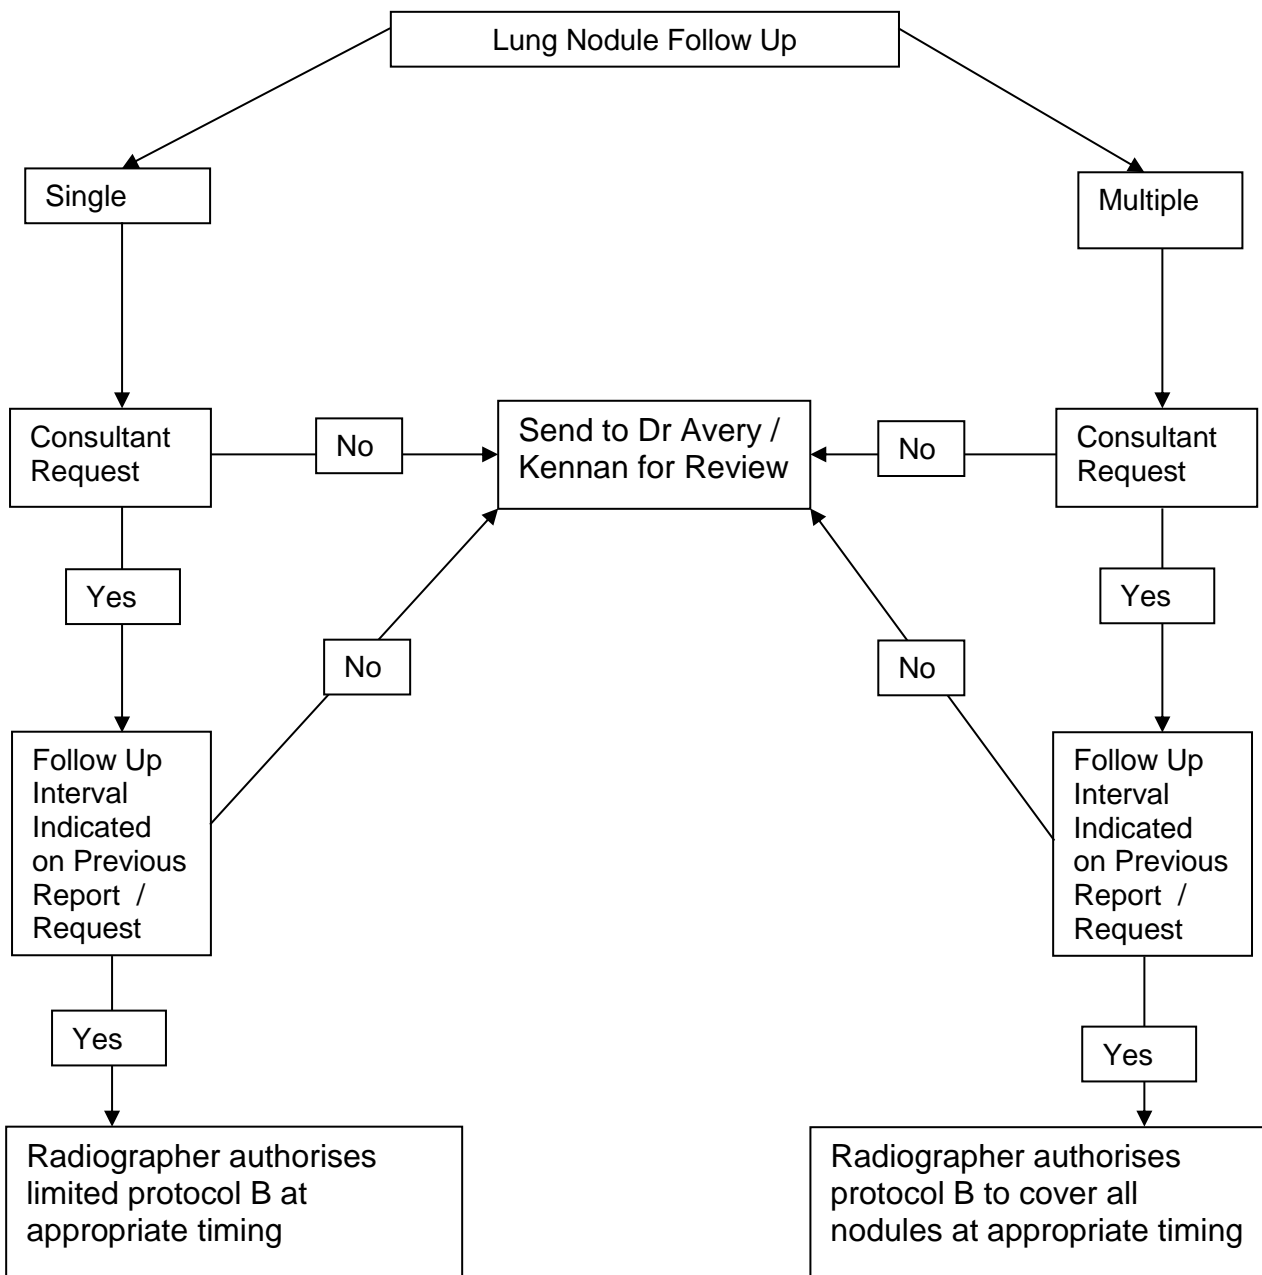 Lung Nodule Follow Up
Single
Multiple
Consultant
Request
No
Send to Dr Avery /
Kennan for Review
No
Consultant
Request
Yes
Yes
No
No
Follow Up
Interval
Indicated
on Previous
Report /
Request
Follow Up
Interval
Indicated
on Previous
Report /
Request
Yes
Yes
Radiographer authorises
limited protocol B at
appropriate timing
Radiographer authorises
protocol B to cover all
nodules at appropriate timing